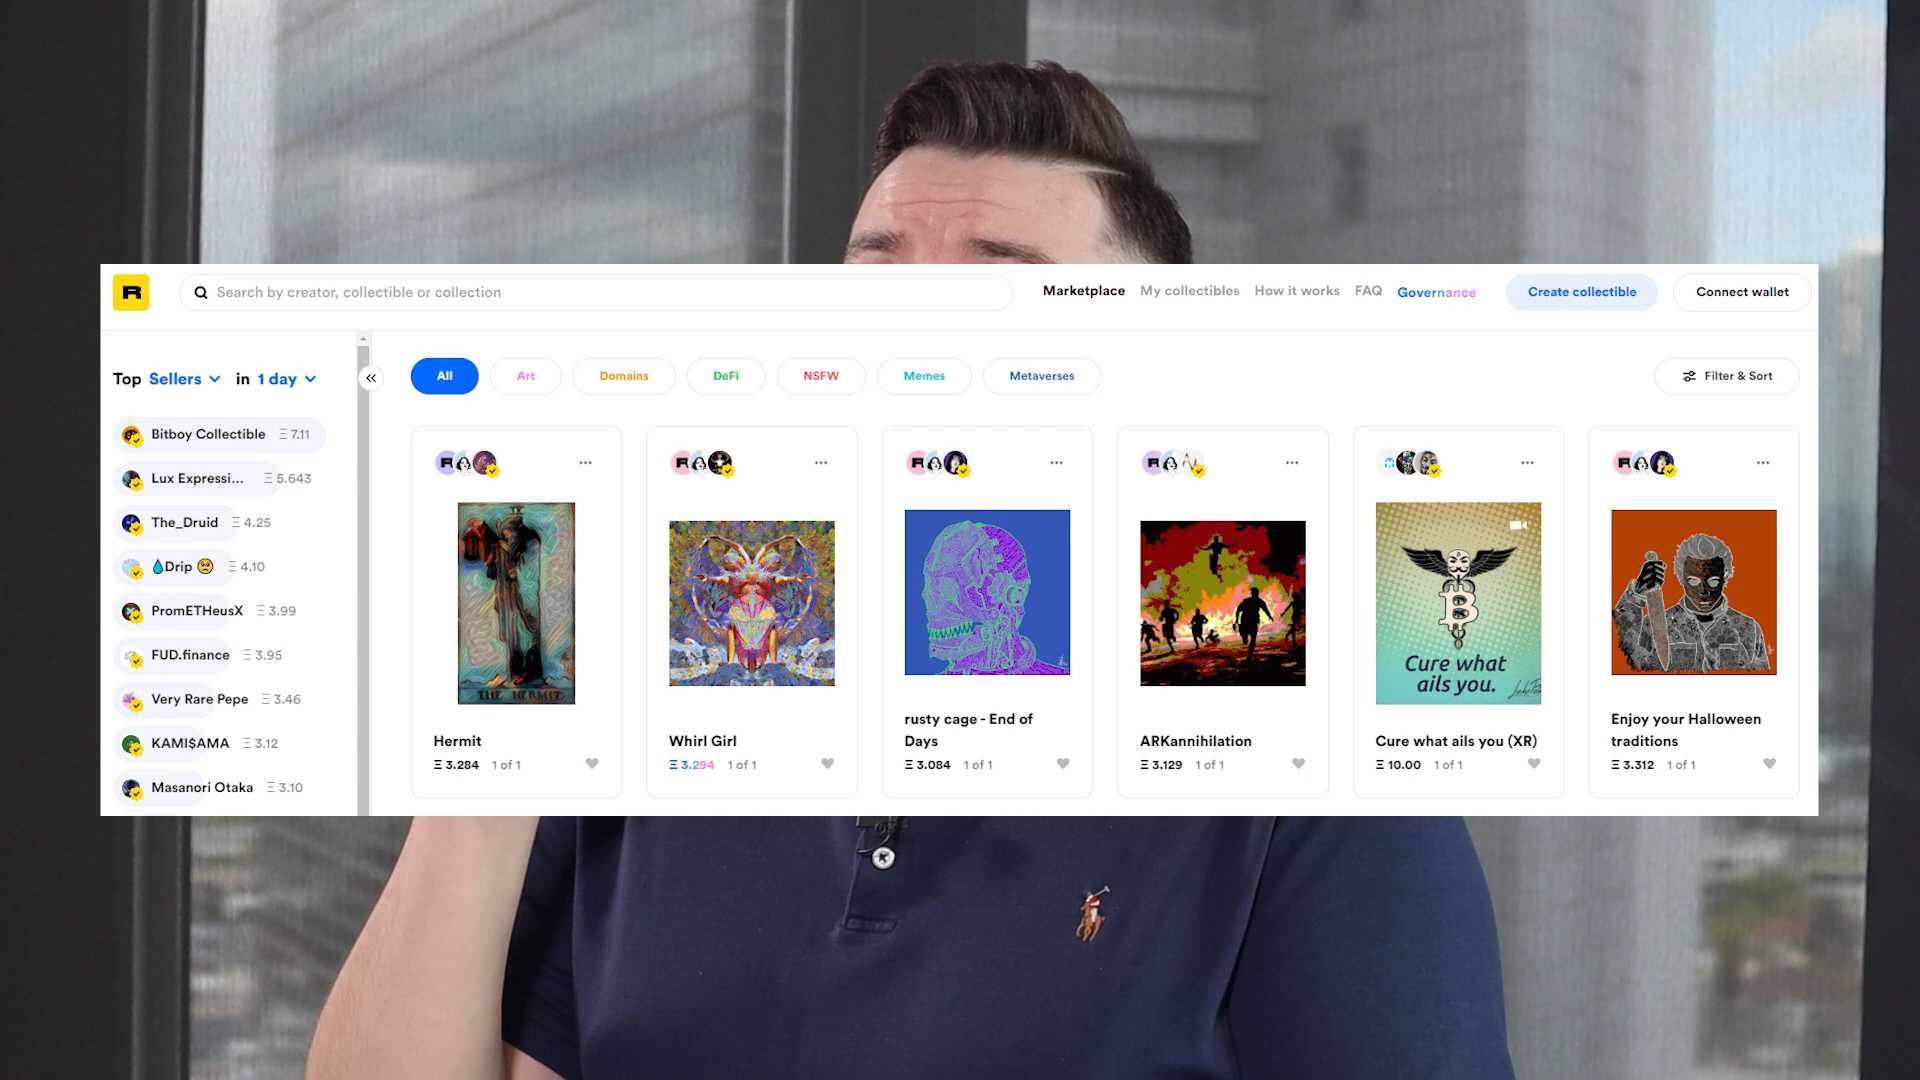 R
Search by creator, collectible or collection
Marketplace
My collectibles
How it works
FAQ
Governance
Create collectible
Connect wallet
Top Sellers in 1 day
All
Art
Domains
DeFi
NSFW
Memes
Metaverses
Filter & Sort
Bitboy Collectible Ξ 7.11
Lux Expressi... Ξ 5.643
The_Druid Ξ 4.25
💧Drip 🥺 Ξ 4.10
PromETHeusX Ξ 3.99
FUD.finance Ξ 3.95
Very Rare Pepe Ξ 3.46
KAMI$AMA Ξ 3.12
Masanori Otaka Ξ 3.10
IX
THE HERMIT
Hermit
Ξ 3.284 1 of 1
Whirl Girl
Ξ 3.294 1 of 1
rusty cage - End of
Days
Ξ 3.084 1 of 1
ARKannihilation
Ξ 3.129 1 of 1
Cure what
ails you.
Cure what ails you (XR)
Ξ 10.00 1 of 1
Enjoy your Halloween
traditions
Ξ 3.312 1 of 1